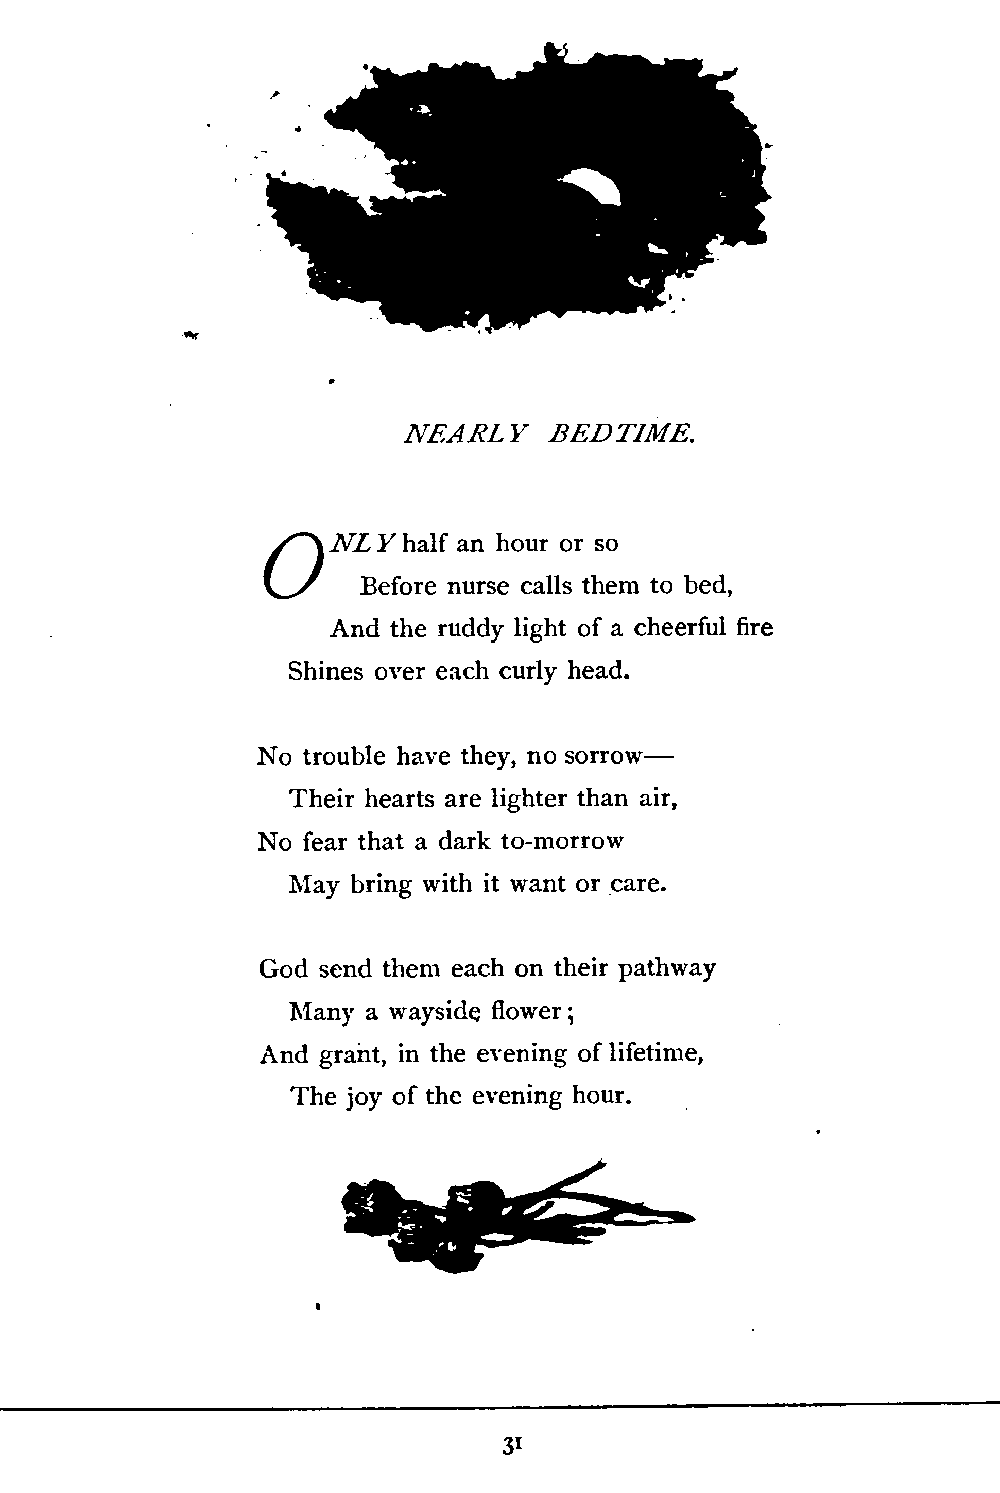 NEARLY BEDTIME.
ONLY half an hour or so
Before nurse calls them to bed,
And the ruddy light of a cheerful fire
Shines over each curly head.
No trouble have they, no sorrow—
Their hearts are lighter than air,
No fear that a dark to-morrow
May bring with it want or care.
God send them each on their pathway
Many a wayside flower;
And grant, in the evening of lifetime,
The joy of the evening hour.
31